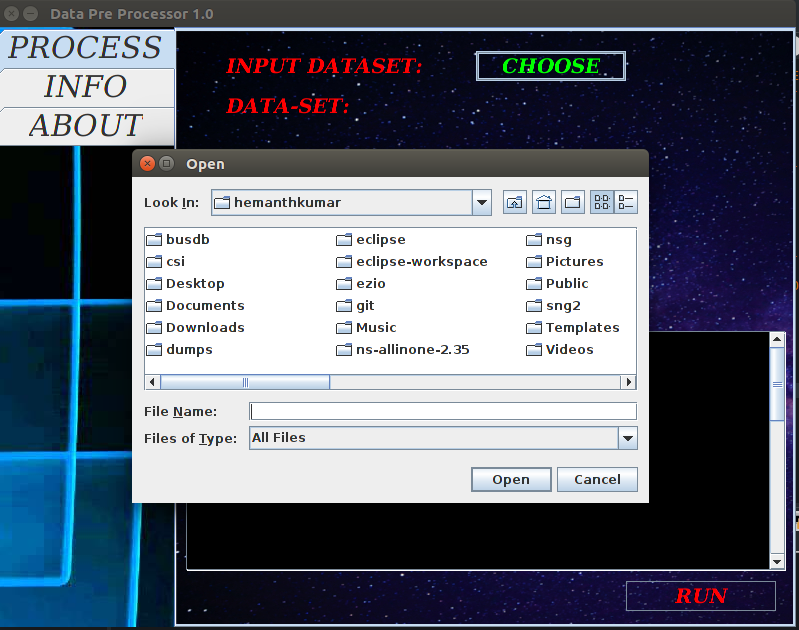 Data Pre Processor 1.0
PROCESS
INFO
ABOUT
INPUT DATASET:
CHOOSE
DATA-SET:
Open
Look In:
hemanthkumar
busdb
eclipse
nsg
csi
eclipse-workspace
Pictures
Desktop
ezio
Public
Documents
git
sng2
Downloads
Music
Templates
dumps
ns-allinone-2.35
Videos
File Name:
Files of Type:
All Files
Open
Cancel
RUN